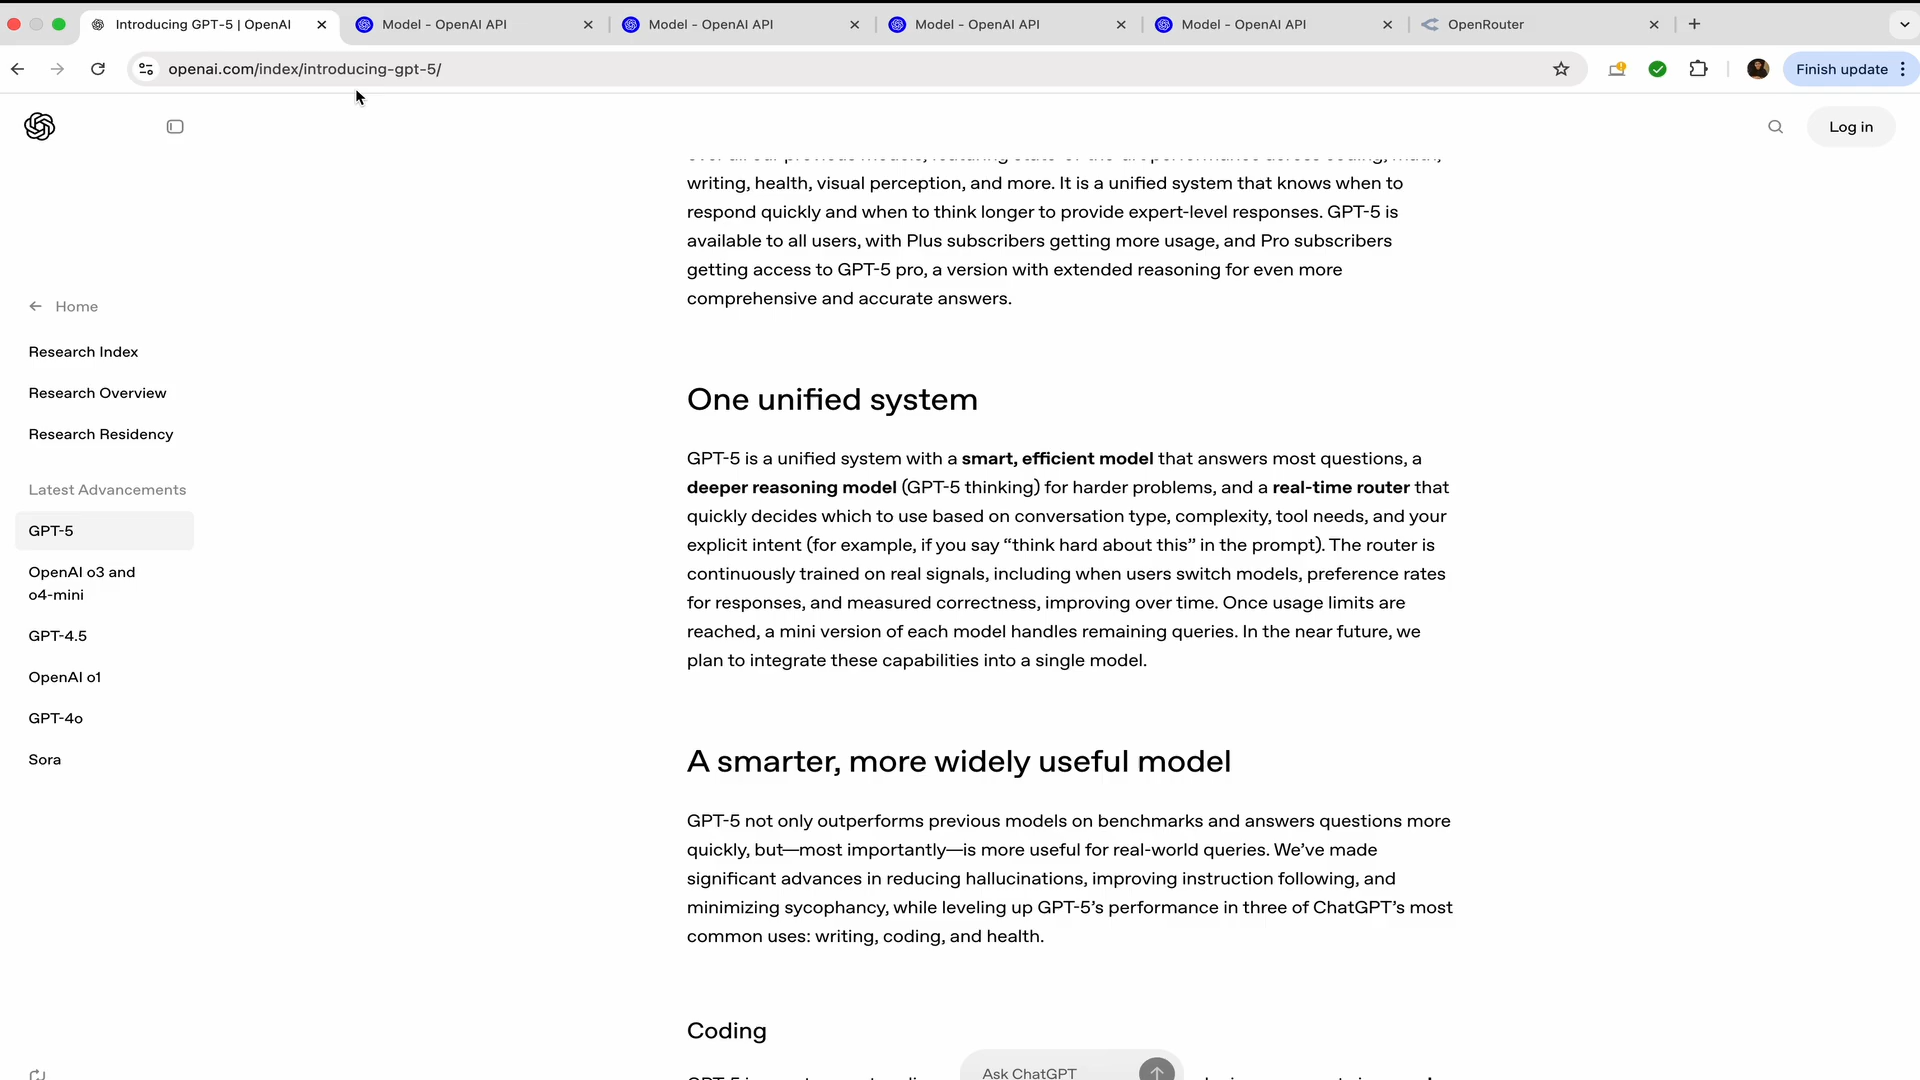 Introducing GPT-5 | OpenAI
Model - OpenAI API
Model - OpenAI API
Model - OpenAI API
Model - OpenAI API
OpenRouter
openai.com/index/introducing-gpt-5/
Finish update
Log in
over all our previous models, featuring state-of-the-art performance across coding, math,
writing, health, visual perception, and more. It is a unified system that knows when to
respond quickly and when to think longer to provide expert-level responses. GPT-5 is
available to all users, with Plus subscribers getting more usage, and Pro subscribers
getting access to GPT-5 pro, a version with extended reasoning for even more
comprehensive and accurate answers.
Home
Research Index
Research Overview
Research Residency
Latest Advancements
GPT-5
OpenAI o3 and
o4-mini
GPT-4.5
OpenAI o1
GPT-4o
Sora
One unified system
GPT-5 is a unified system with a smart, efficient model that answers most questions, a
deeper reasoning model (GPT-5 thinking) for harder problems, and a real-time router that
quickly decides which to use based on conversation type, complexity, tool needs, and your
explicit intent (for example, if you say “think hard about this” in the prompt). The router is
continuously trained on real signals, including when users switch models, preference rates
for responses, and measured correctness, improving over time. Once usage limits are
reached, a mini version of each model handles remaining queries. In the near future, we
plan to integrate these capabilities into a single model.
A smarter, more widely useful model
GPT-5 not only outperforms previous models on benchmarks and answers questions more
quickly, but—most importantly—is more useful for real-world queries. We’ve made
significant advances in reducing hallucinations, improving instruction following, and
minimizing sycophancy, while leveling up GPT-5’s performance in three of ChatGPT’s most
common uses: writing, coding, and health.
Coding
Ask ChatGPT